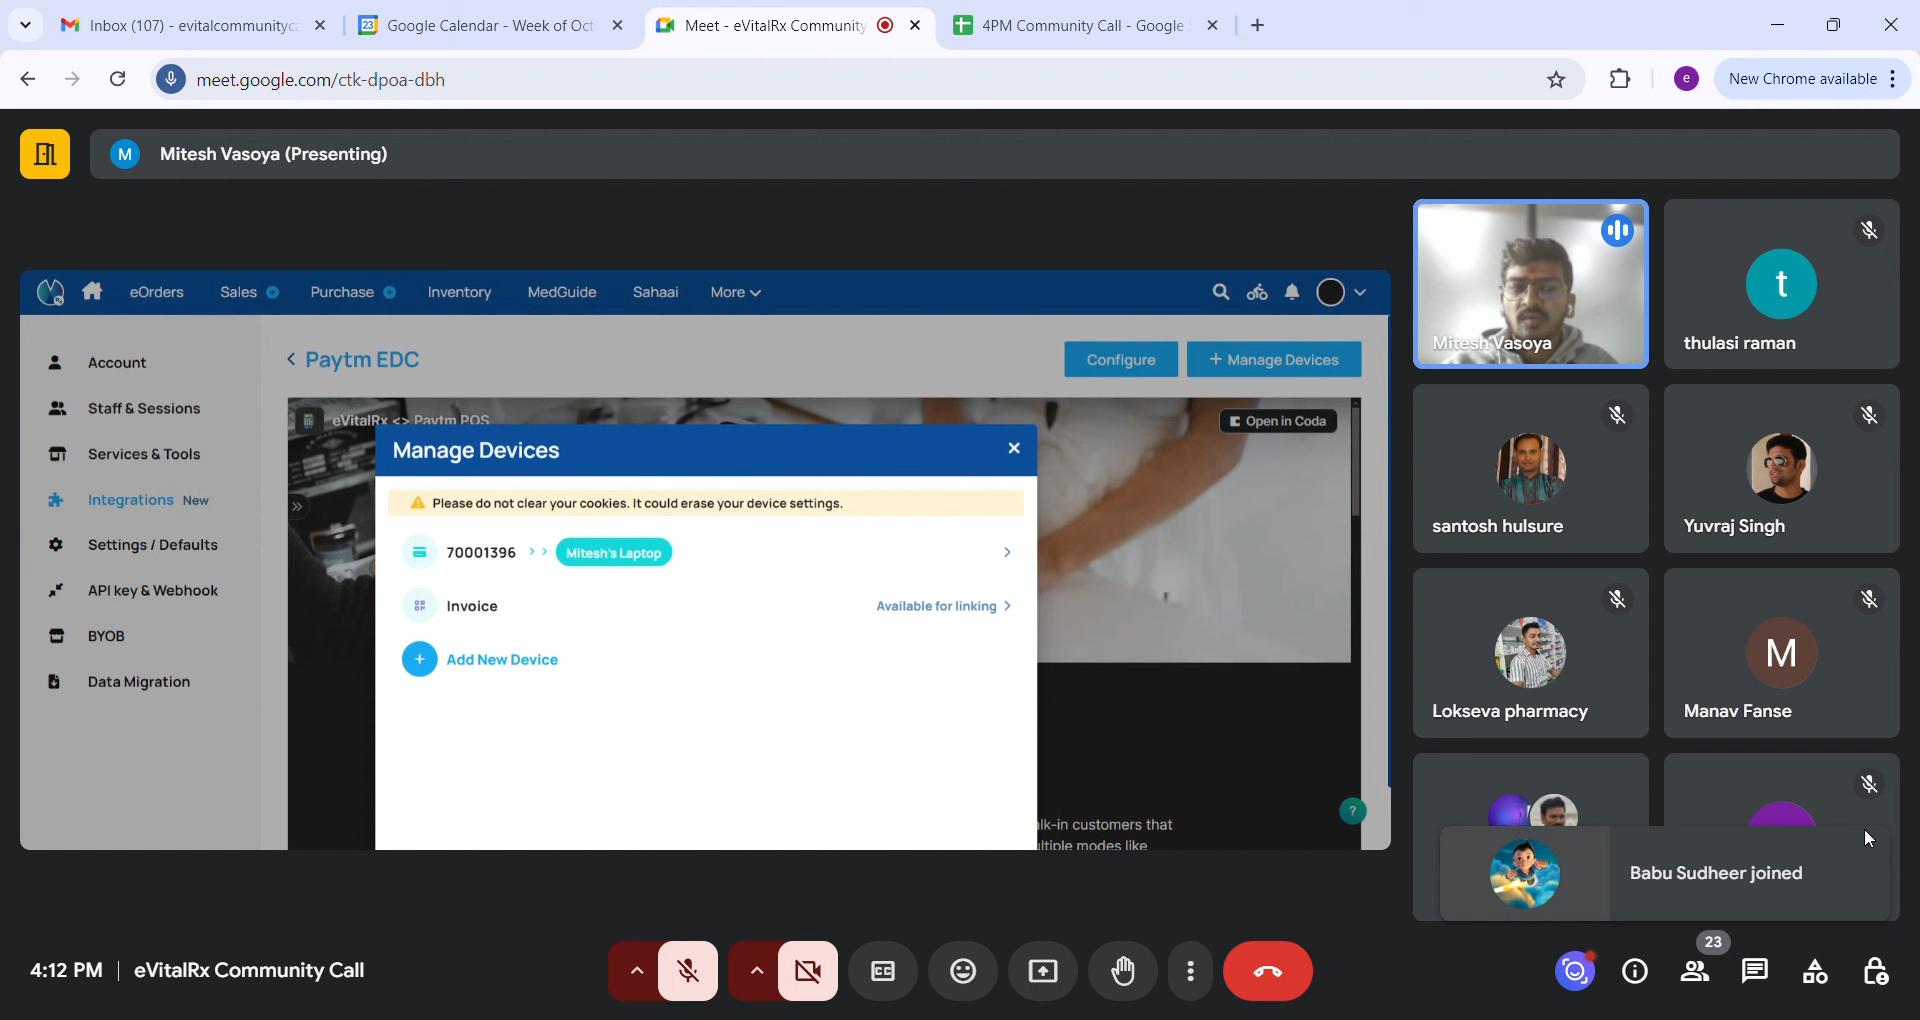 Inbox (107) - evitalcommunityca
23
Google Calendar - Week of Oct
Meet - eVitalRx Community
4PM Community Call - Google S
meet.google.com/ctk-dpoa-dbh
e
New Chrome available
M
Mitesh Vasoya (Presenting)
eOrders
Sales
Purchase
Inventory
MedGuide
Sahaai
More
Account
Staff & Sessions
Services & Tools
Integrations New
Settings / Defaults
API key & Webhook
BYOB
Data Migration
Paytm EDC
Configure
+ Manage Devices
eVitalRx <> Paytm POS
Open in Coda
Manage Devices
Please do not clear your cookies. It could erase your device settings.
70001396
Mitesh's Laptop
Invoice
Available for linking
Add New Device
lk-in customers that
ltiple modes like
?
Mitesh Vasoya
t
thulasi raman
santosh hulsure
Yuvraj Singh
Lokseva pharmacy
M
Manav Fanse
Babu Sudheer joined
4:12 PM
eVitalRx Community Call
23